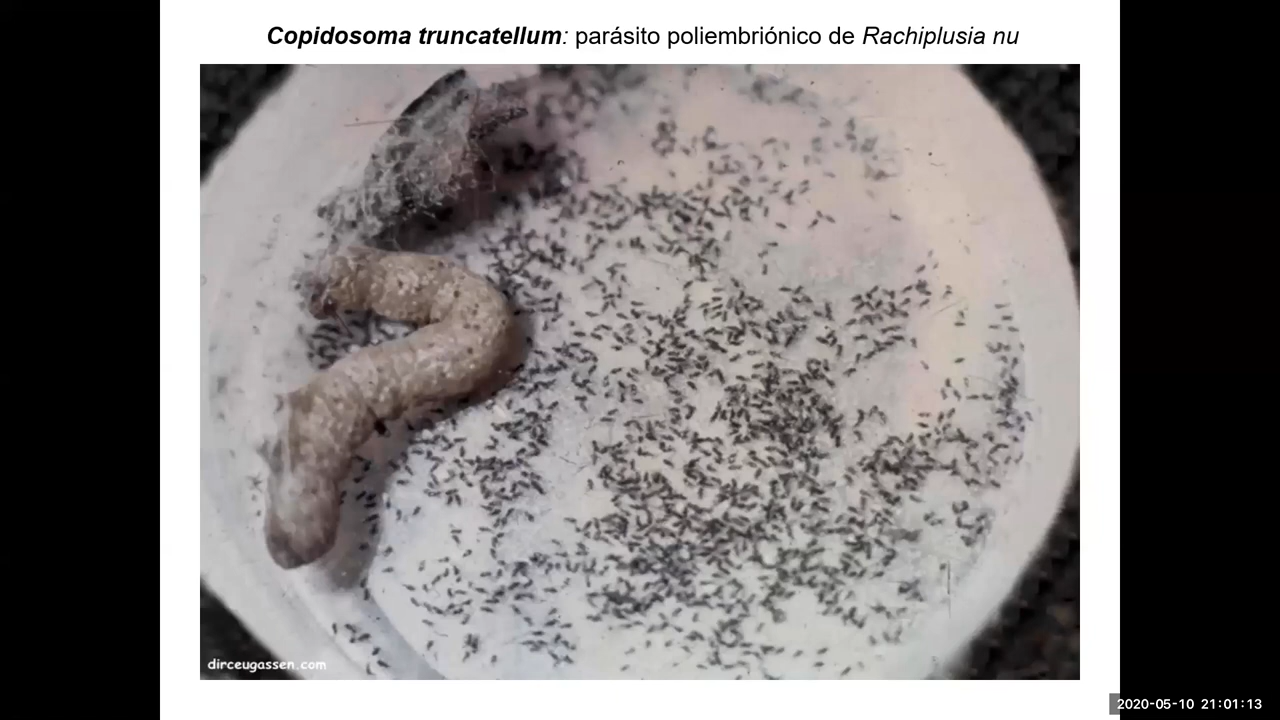 Copidosoma truncatellum: parásito poliembriónico de Rachiplusia nu
dirceugassen.com
2020-05-10 21:01:13